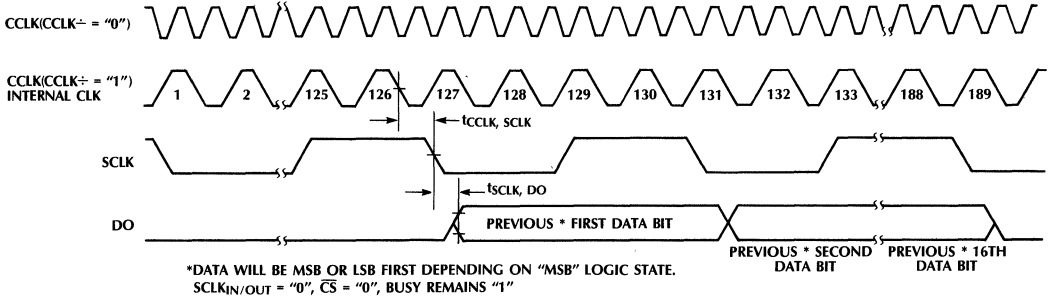 CCLK(CCLK÷ = “0”)
CCLK(CCLK÷ = “1”)
INTERNAL CLK
1 2 125 126 127 128 129 130 131 132 133 188 189
tCCLK, SCLK
SCLK
tSCLK, DO
DO
PREVIOUS * FIRST DATA BIT
PREVIOUS * SECOND
DATA BIT
PREVIOUS * 16TH
DATA BIT
*DATA WILL BE MSB OR LSB FIRST DEPENDING ON “MSB” LOGIC STATE.
SCLKIN/OUT = “0”, C̅S̅ = “0”, BUSY REMAINS “1”